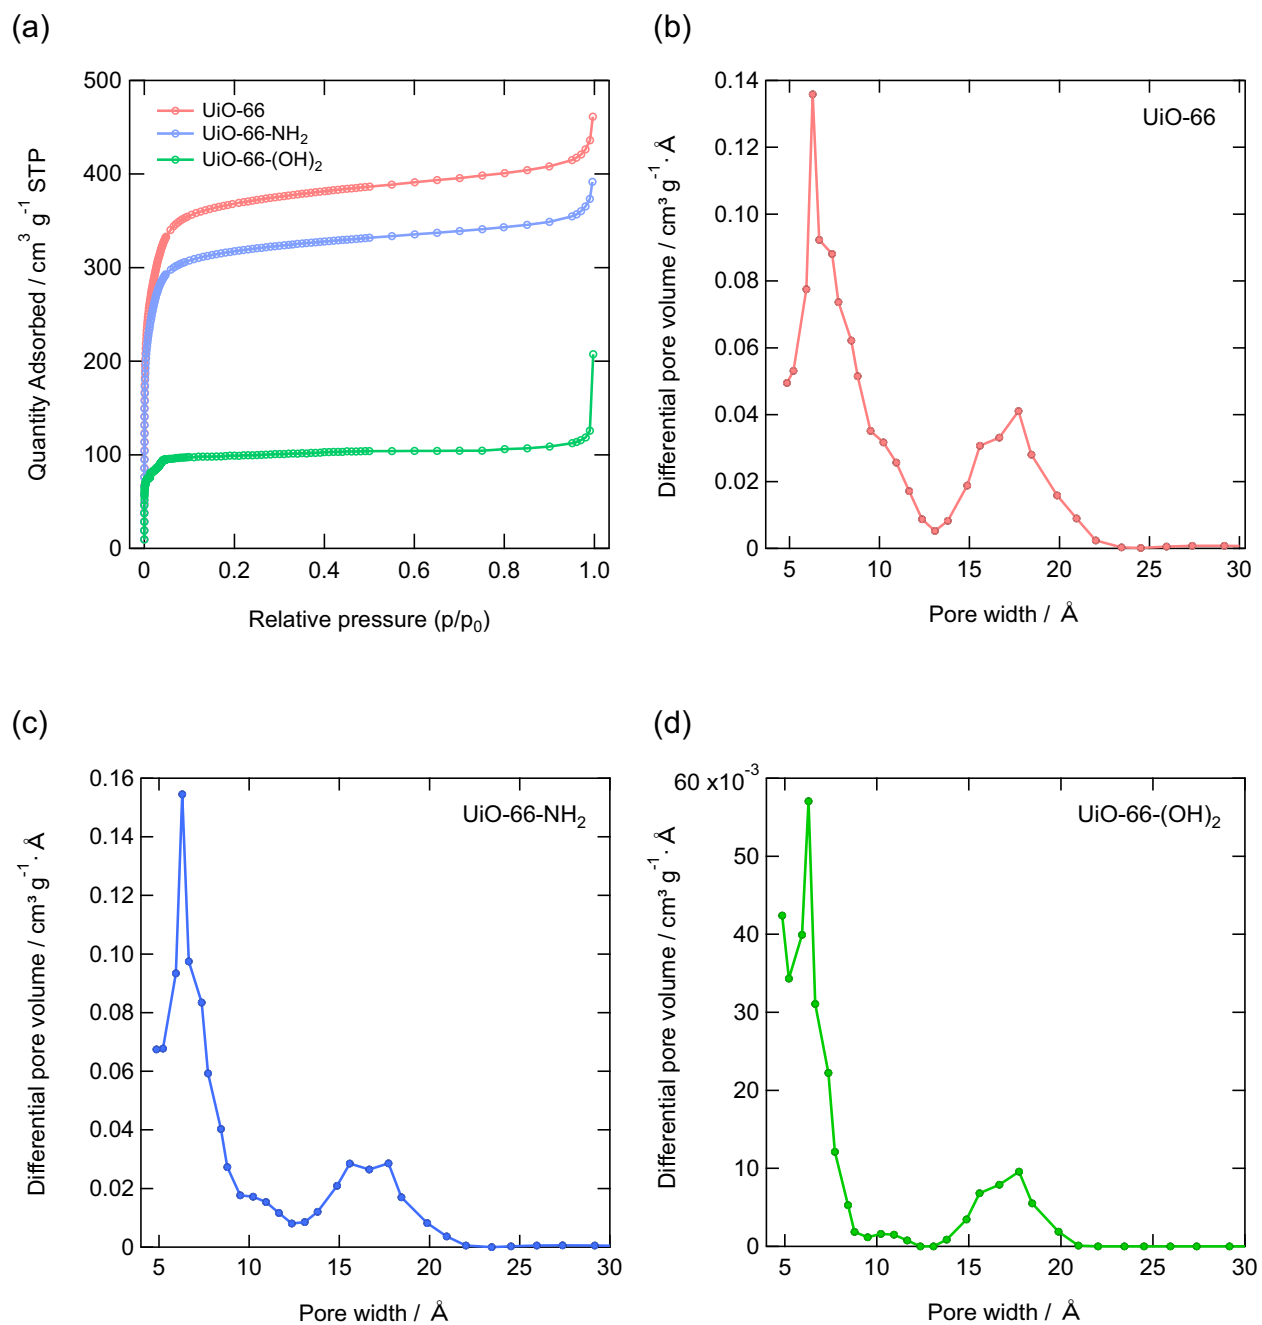 (a)
500
400
300
200
100
0
UiO-66
UiO-66-NH₂
UiO-66-(OH)₂
Quantity Adsorbed / cm³ g⁻¹ STP
0 0.2 0.4 0.6 0.8 1.0
Relative pressure (p/p₀)
(b)
0.14
0.12
0.10
0.08
0.06
0.04
0.02
0
UiO-66
Differential pore volume / cm³ g⁻¹· Å
5 10 15 20 25 30
Pore width / Å
(c)
0.16
0.14
0.12
0.10
0.08
0.06
0.04
0.02
0
UiO-66-NH₂
Differential pore volume / cm³ g⁻¹· Å
5 10 15 20 25 30
Pore width / Å
(d)
60 x10⁻³
50
40
30
20
10
0
UiO-66-(OH)₂
Differential pore volume / cm³ g⁻¹· Å
5 10 15 20 25 30
Pore width / Å